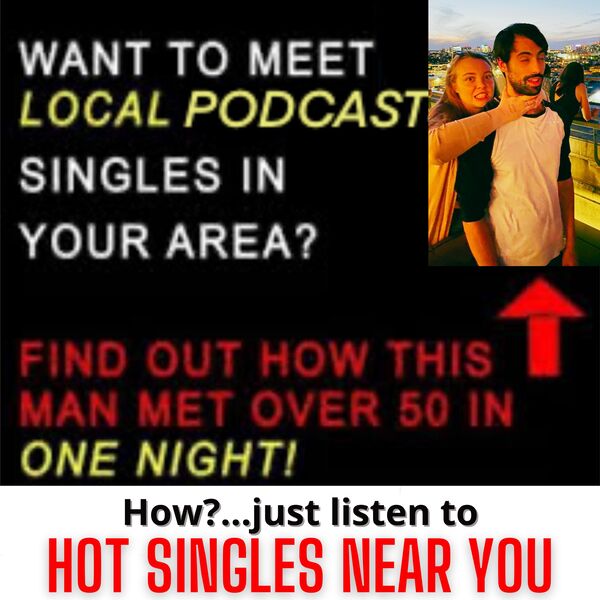 WANT TO MEET
LOCAL PODCAST
SINGLES IN
YOUR AREA?
FIND OUT HOW THIS
MAN MET OVER 50 IN
ONE NIGHT!
How?...just listen to
HOT SINGLES NEAR YOU